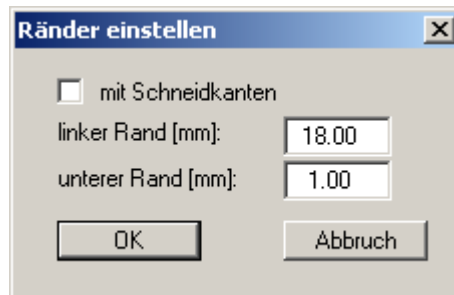 Ränder einstellen
mit Schneidkanten
linker Rand [mm]: 18.00
unterer Rand [mm]: 1.00
OK Abbruch